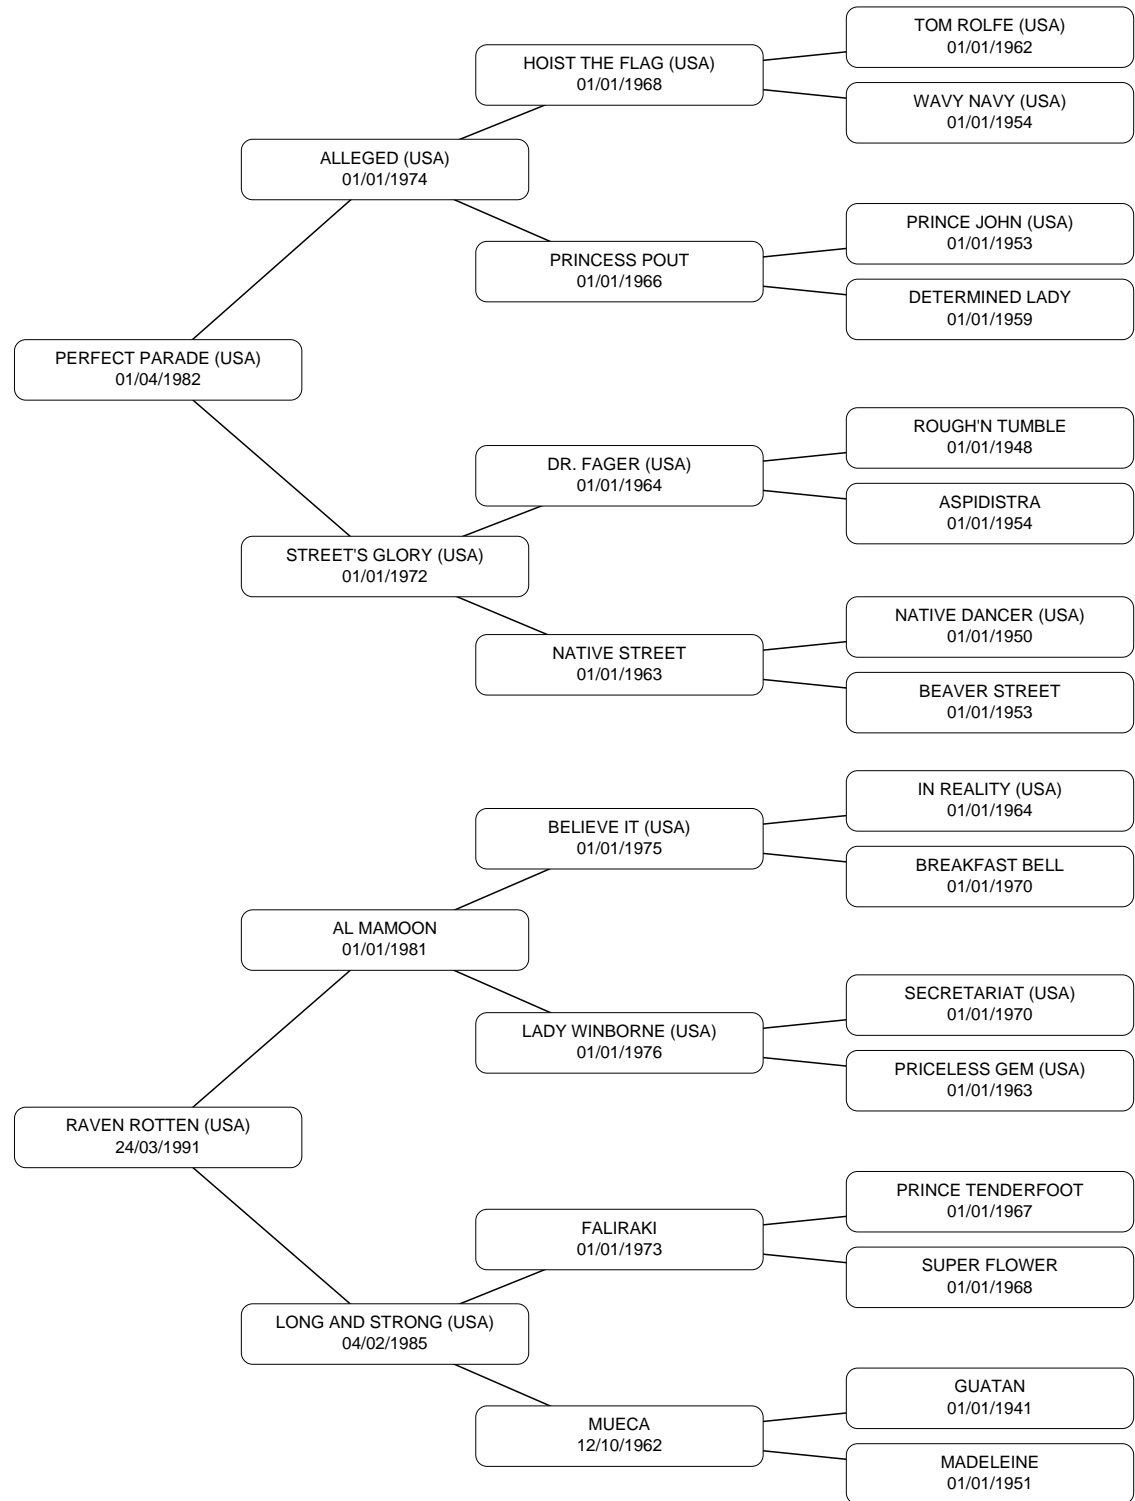 TOM ROLFE (USA)
01/01/1962
HOIST THE FLAG (USA)
01/01/1968
WAVY NAVY (USA)
01/01/1954
ALLEGED (USA)
01/01/1974
PRINCE JOHN (USA)
01/01/1953
PRINCESS POUT
01/01/1966
DETERMINED LADY
01/01/1959
PERFECT PARADE (USA)
01/04/1982
ROUGH'N TUMBLE
01/01/1948
DR. FAGER (USA)
01/01/1964
ASPIDISTRA
01/01/1954
STREET'S GLORY (USA)
01/01/1972
NATIVE DANCER (USA)
01/01/1950
NATIVE STREET
01/01/1963
BEAVER STREET
01/01/1953
IN REALITY (USA)
01/01/1964
BELIEVE IT (USA)
01/01/1975
BREAKFAST BELL
01/01/1970
AL MAMOON
01/01/1981
SECRETARIAT (USA)
01/01/1970
LADY WINBORNE (USA)
01/01/1976
PRICELESS GEM (USA)
01/01/1963
RAVEN ROTTEN (USA)
24/03/1991
PRINCE TENDERFOOT
01/01/1967
FALIRAKI
01/01/1973
SUPER FLOWER
01/01/1968
LONG AND STRONG (USA)
04/02/1985
GUATAN
01/01/1941
MUECA
12/10/1962
MADELEINE
01/01/1951